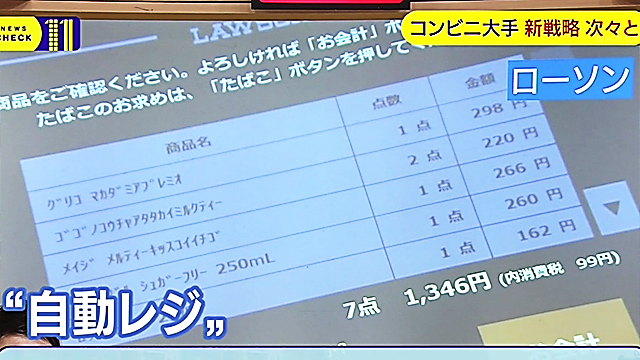 NEWS
CHECK 11
コンビニ大手 新戦略 次々と
LAWS
商品をご確認ください。よろしければ「お会計」ボ
たばこのお求めは、「たばこ」ボタンを押して
ローソン
商品名 点数 金額
グリコ マカダミアプレミオ 1 点 298 円
ゴゴノコウチャアタタカイミルクティー 2 点 220 円
メイジ メルティーキッスコイイチゴ 1 点 266 円
シュガーフリー 250mL 1 点 260 円
1 点 162 円
▼
7点 1,346円 (内消費税 99円)
“自動レジ„